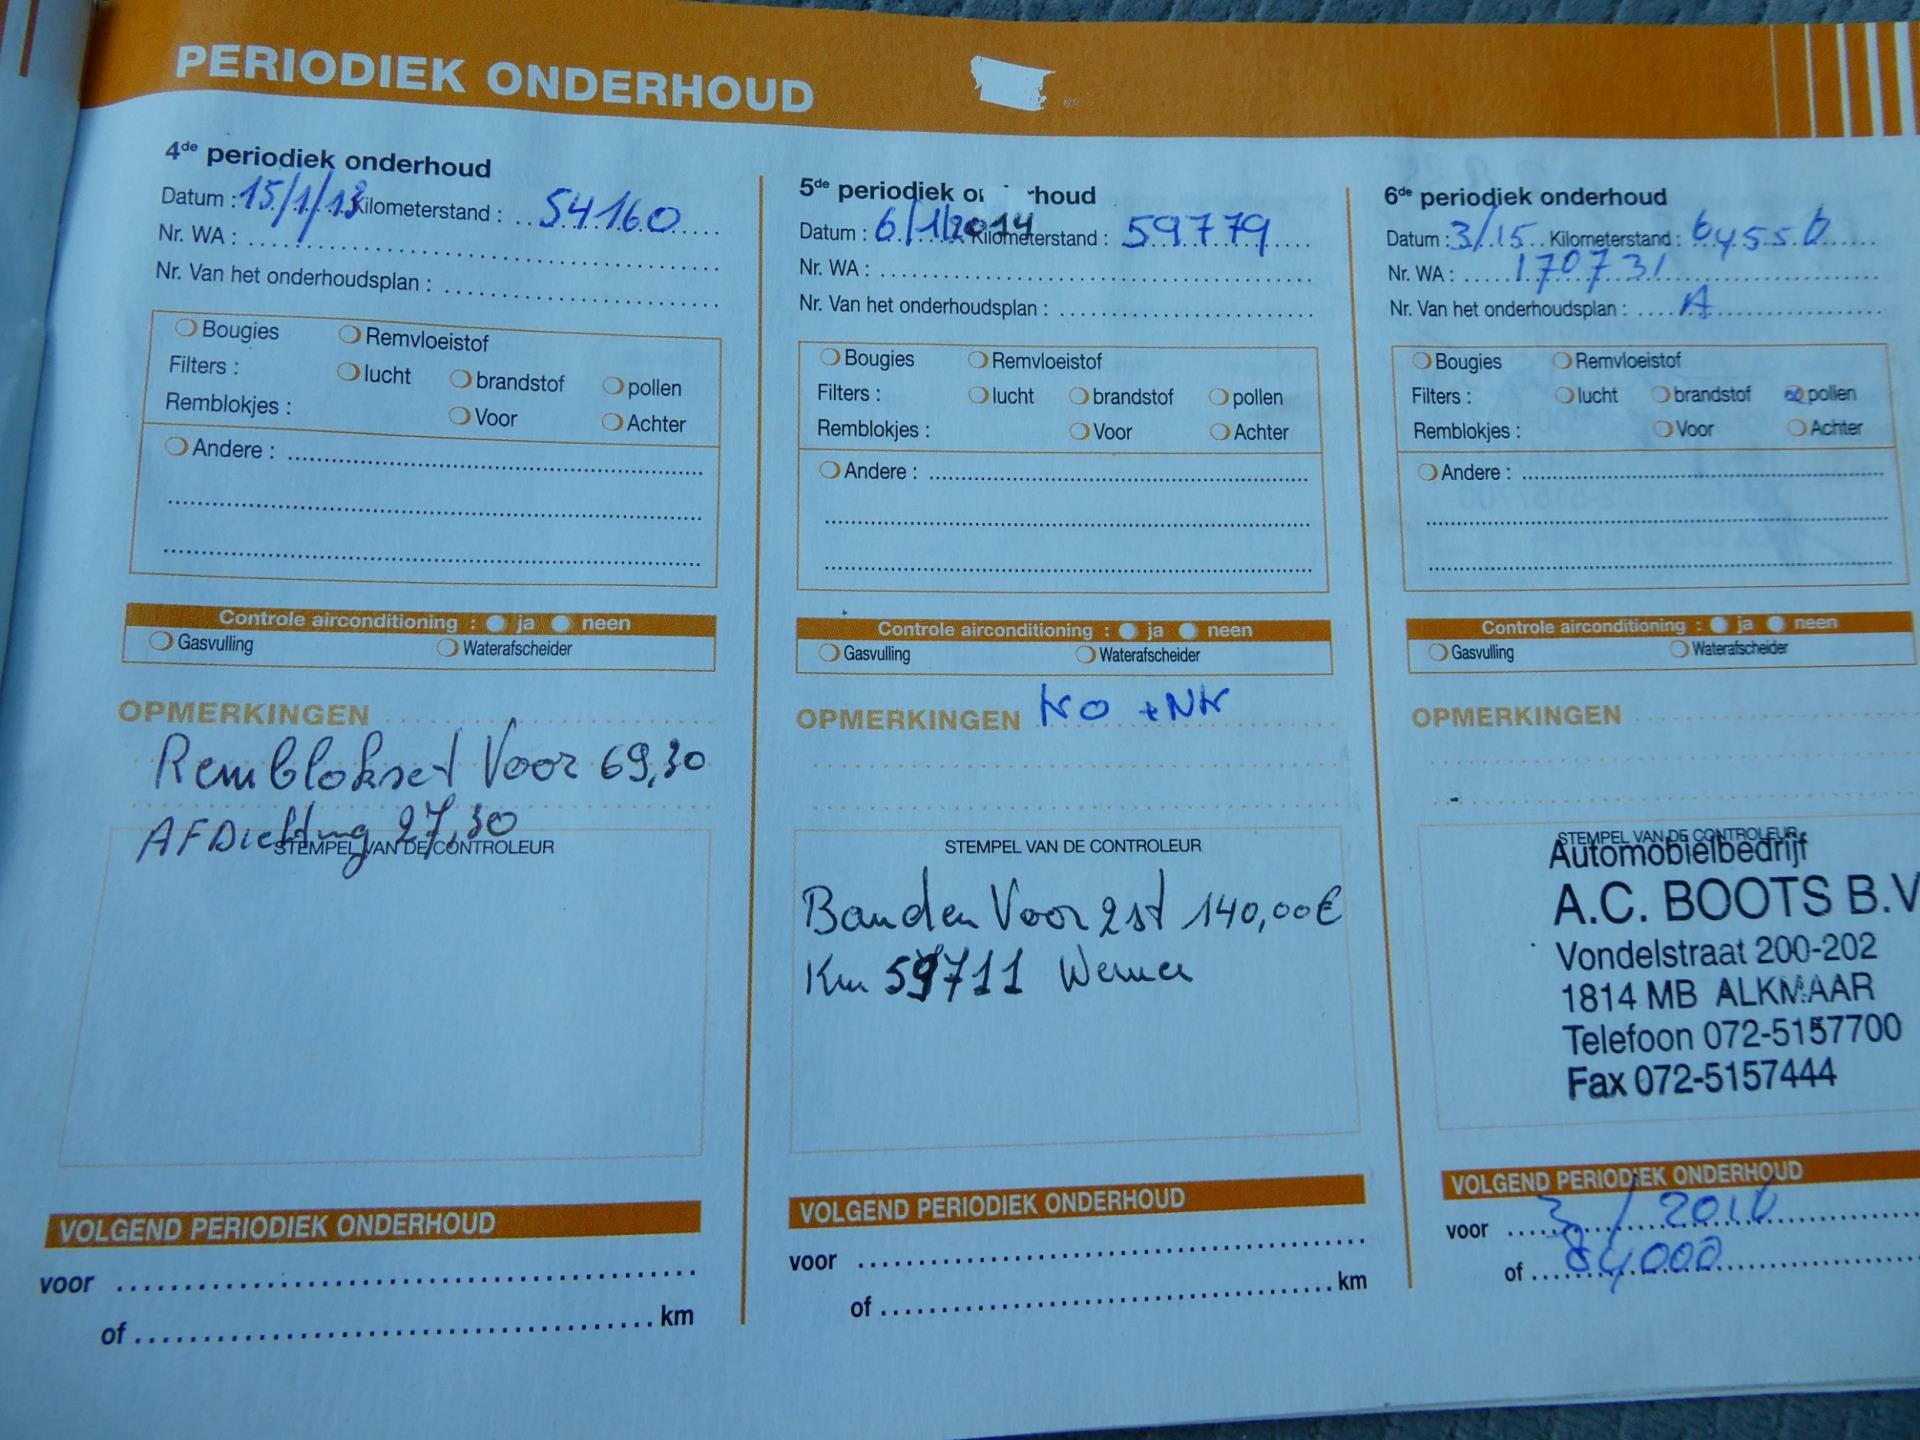 PERIODIEK ONDERHOUD
4de periodiek onderhoud
Datum : 15/1/13 Kilometerstand : 54160
Nr. WA :
Nr. Van het onderhoudsplan :
Bougies Remvloeistof
Filters : lucht brandstof pollen
Remblokjes : Voor Achter
Andere :
Controle airconditioning : ja neen
Gasvulling Waterafscheider
OPMERKINGEN
Remblokset Voor 69,30
AFDichting 27,30
STEMPEL VAN DE CONTROLEUR
VOLGEND PERIODIEK ONDERHOUD
voor
of km
5de periodiek onderhoud
Datum : 6/1/2014 Kilometerstand : 59779
Nr. WA :
Nr. Van het onderhoudsplan :
Bougies Remvloeistof
Filters : lucht brandstof pollen
Remblokjes : Voor Achter
Andere :
Controle airconditioning : ja neen
Gasvulling Waterafscheider
OPMERKINGEN
STEMPEL VAN DE CONTROLEUR
Banden Voor 2st 140,00€
Km 59711
VOLGEND PERIODIEK ONDERHOUD
voor
of km
6de periodiek onderhoud
Datum : 3/15 Kilometerstand : 64550
Nr. WA : 170731
Nr. Van het onderhoudsplan : A
Bougies Remvloeistof
Filters : lucht brandstof pollen
Remblokjes : Voor Achter
Andere :
Controle airconditioning : ja neen
Gasvulling Waterafscheider
OPMERKINGEN
STEMPEL VAN DE CONTROLEUR
Automobielbedrijf
A.C. BOOTS B.V
Vondelstraat 200-202
1814 MB ALKMAAR
Telefoon 072-5157700
Fax 072-5157444
VOLGEND PERIODIEK ONDERHOUD
voor 3/2016
of 84000